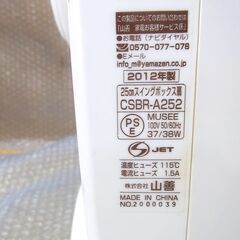 この製品についてのお問い合わせは
「山善 家電お客様サービス係」
●お電話（ナビダイヤル）
0570-077-078
●Eメール
info_m@yamazen.co.jp
2012年製
25cmスイングボックス扇
CSBR-A252
PS
E
MUSEE
100V 50/60Hz
37/38W
JET
温度ヒューズ 115℃
電流ヒューズ 1.5A
株式会社 山善
MADE IN CHINA
NO.2000039